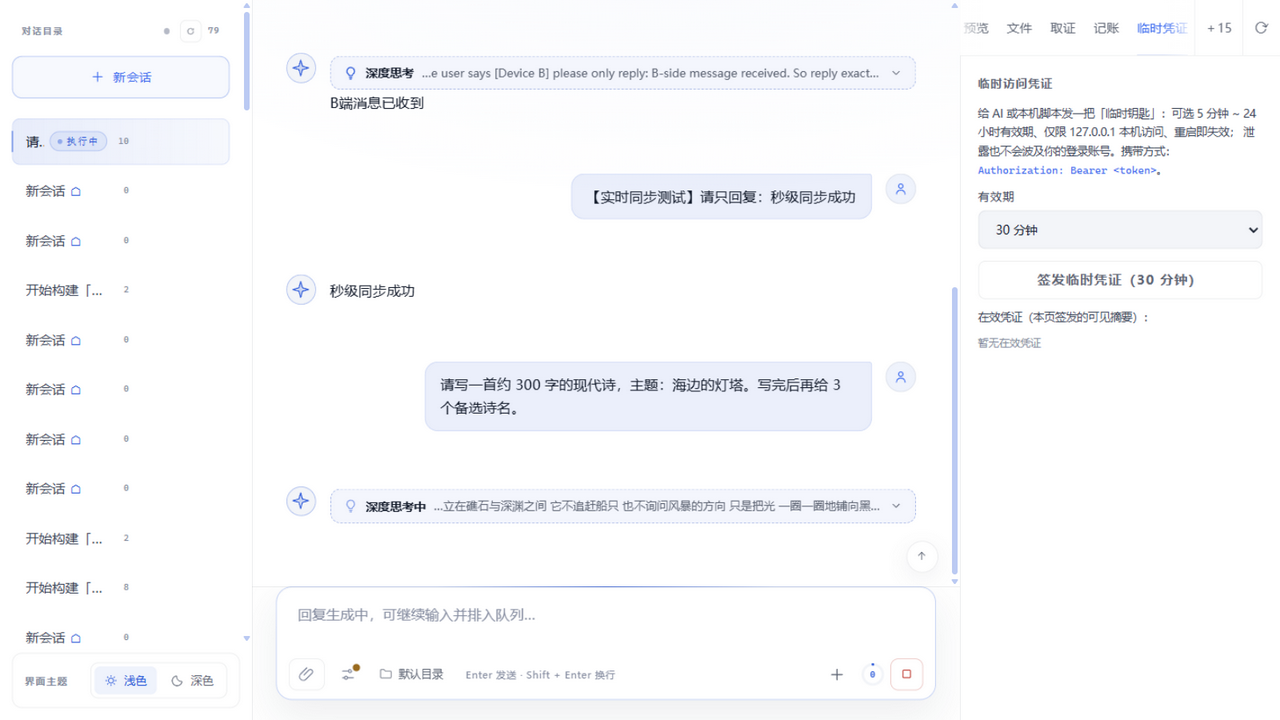 对话目录
79
新会话
请.. 执行中 10
新会话 0
新会话 0
开始构建「... 2
新会话 0
新会话 0
新会话 0
新会话 0
开始构建「... 2
开始构建「... 8
新会话 0
界面主题 浅色 深色
深度思考 ...e user says [Device B] please only reply: B-side message received. So reply exact...
B端消息已收到
【实时同步测试】请只回复：秒级同步成功
秒级同步成功
请写一首约 300 字的现代诗，主题：海边的灯塔。写完后再给 3
个备选诗名。
深度思考中 ...立在礁石与深渊之间 它不追赶船只 也不询问风暴的方向 只是把光 一圈一圈地铺向黑...
回复生成中，可继续输入并排入队列...
默认目录 Enter 发送 · Shift + Enter 换行 0
预览 文件 取证 记账 临时凭证 +15
临时访问凭证
给 AI 或本机脚本发一把「临时钥匙」：可选 5 分钟 ~ 24
小时有效期、仅限 127.0.0.1 本机访问、重启即失效； 泄
露也不会波及你的登录账号。携带方式：
Authorization: Bearer <token>。
有效期
30 分钟
签发临时凭证（30 分钟）
在效凭证（本页签发的可见摘要）：
暂无在效凭证